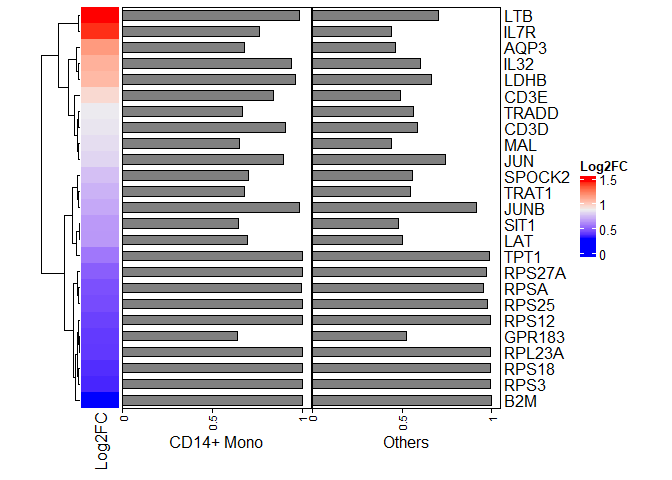 LTB
IL7R
AQP3
IL32
LDHB
CD3E
TRADD
CD3D
MAL
JUN
SPOCK2
TRAT1
JUNB
SIT1
LAT
TPT1
RPS27A
RPSA
RPS25
RPS12
GPR183
RPL23A
RPS18
RPS3
B2M
Log2FC
1.5
1
0.5
0
Log2FC
0 0.5 1
CD14+ Mono
0 0.5 1
Others